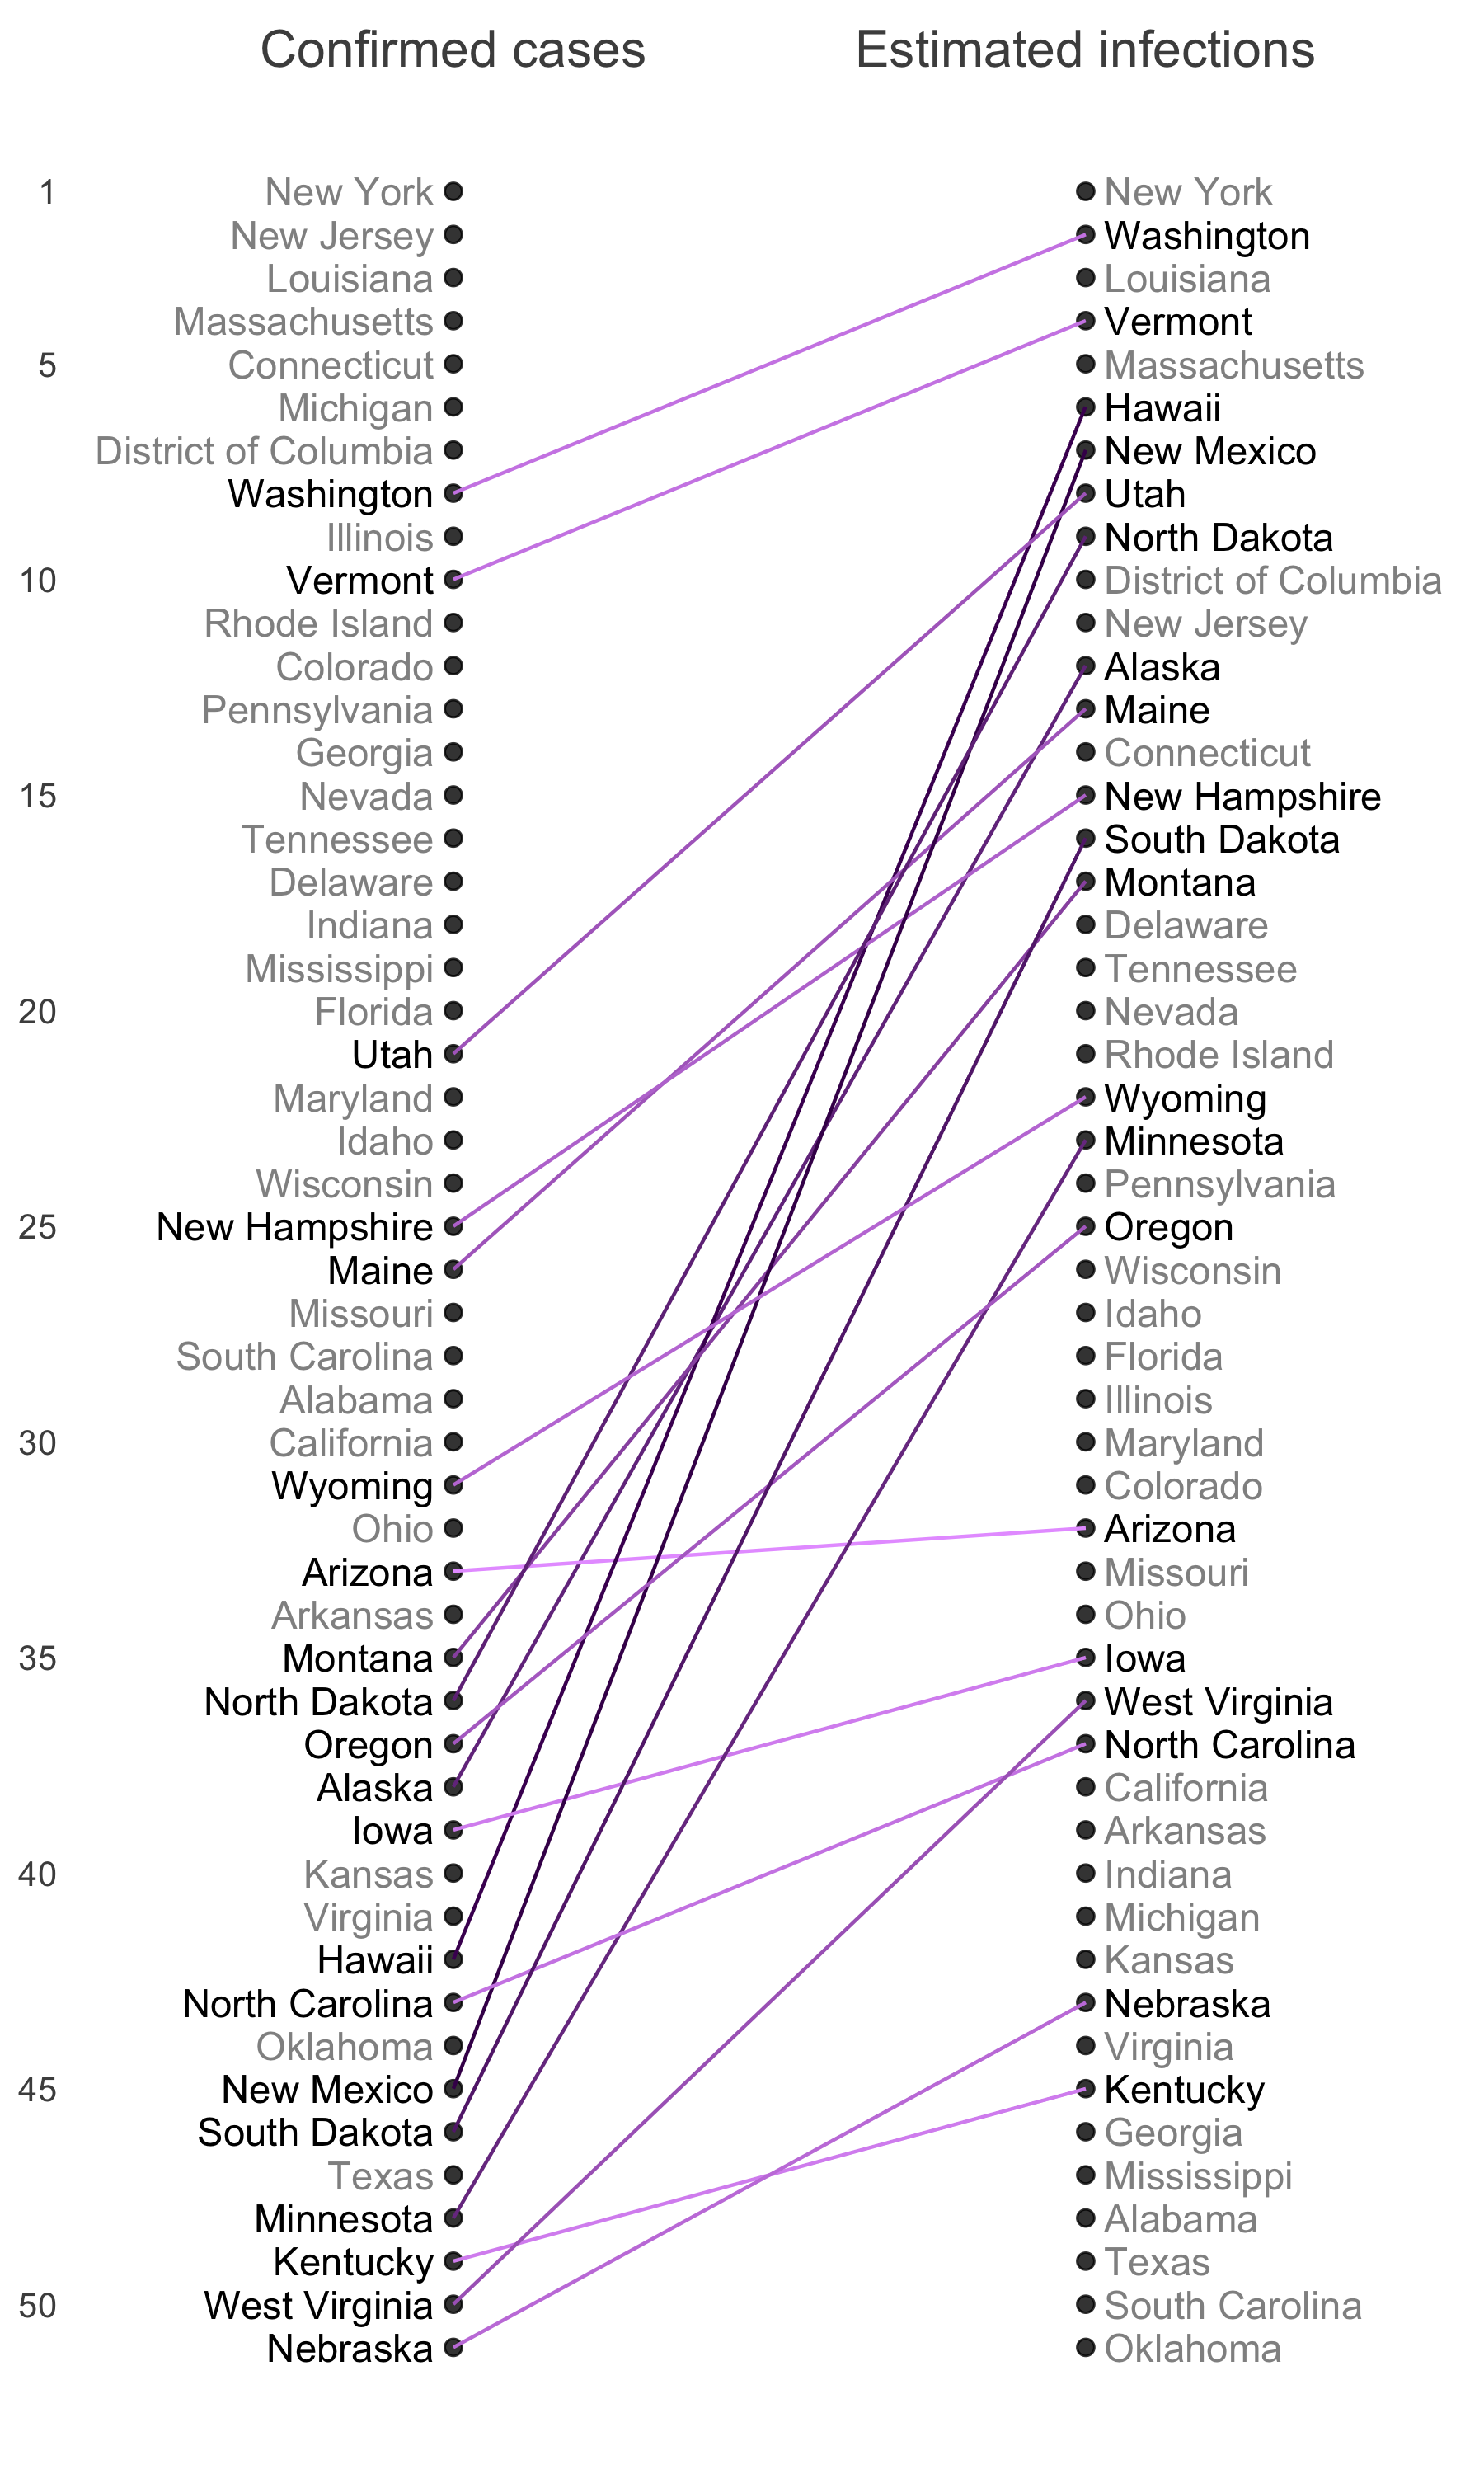 Confirmed cases Estimated infections
1 New York New York
New Jersey Washington
Louisiana Louisiana
Massachusetts Vermont
5 Connecticut Massachusetts
Michigan Hawaii
District of Columbia New Mexico
Washington Utah
Illinois North Dakota
10 Vermont District of Columbia
Rhode Island New Jersey
Colorado Alaska
Pennsylvania Maine
Georgia Connecticut
15 Nevada New Hampshire
Tennessee South Dakota
Delaware Montana
Indiana Delaware
Mississippi Tennessee
20 Florida Nevada
Utah Rhode Island
Maryland Wyoming
Idaho Minnesota
Wisconsin Pennsylvania
25 New Hampshire Oregon
Maine Wisconsin
Missouri Idaho
South Carolina Florida
Alabama Illinois
30 California Maryland
Wyoming Colorado
Ohio Arizona
Arizona Missouri
Arkansas Ohio
35 Montana Iowa
North Dakota West Virginia
Oregon North Carolina
Alaska California
Iowa Arkansas
40 Kansas Indiana
Virginia Michigan
Hawaii Kansas
North Carolina Nebraska
Oklahoma Virginia
45 New Mexico Kentucky
South Dakota Georgia
Texas Mississippi
Minnesota Alabama
Kentucky Texas
50 West Virginia South Carolina
Nebraska Oklahoma